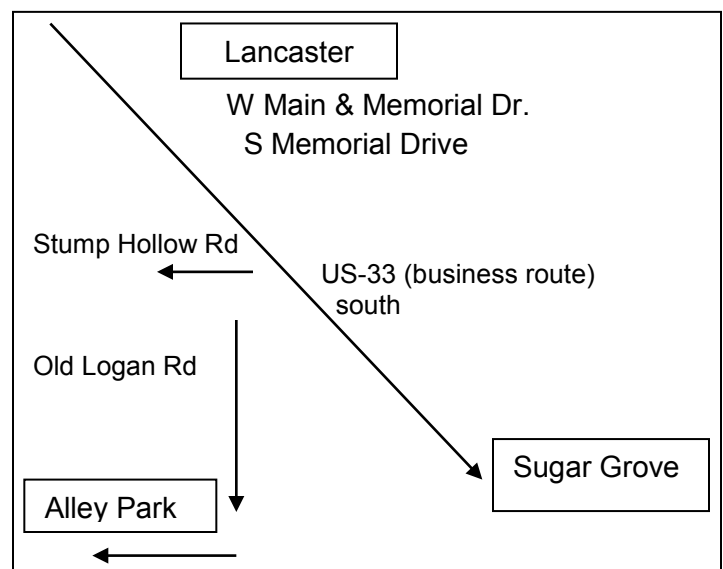 Lancaster
W Main & Memorial Dr.
S Memorial Drive
Stump Hollow Rd
US-33 (business route)
south
Old Logan Rd
Sugar Grove
Alley Park